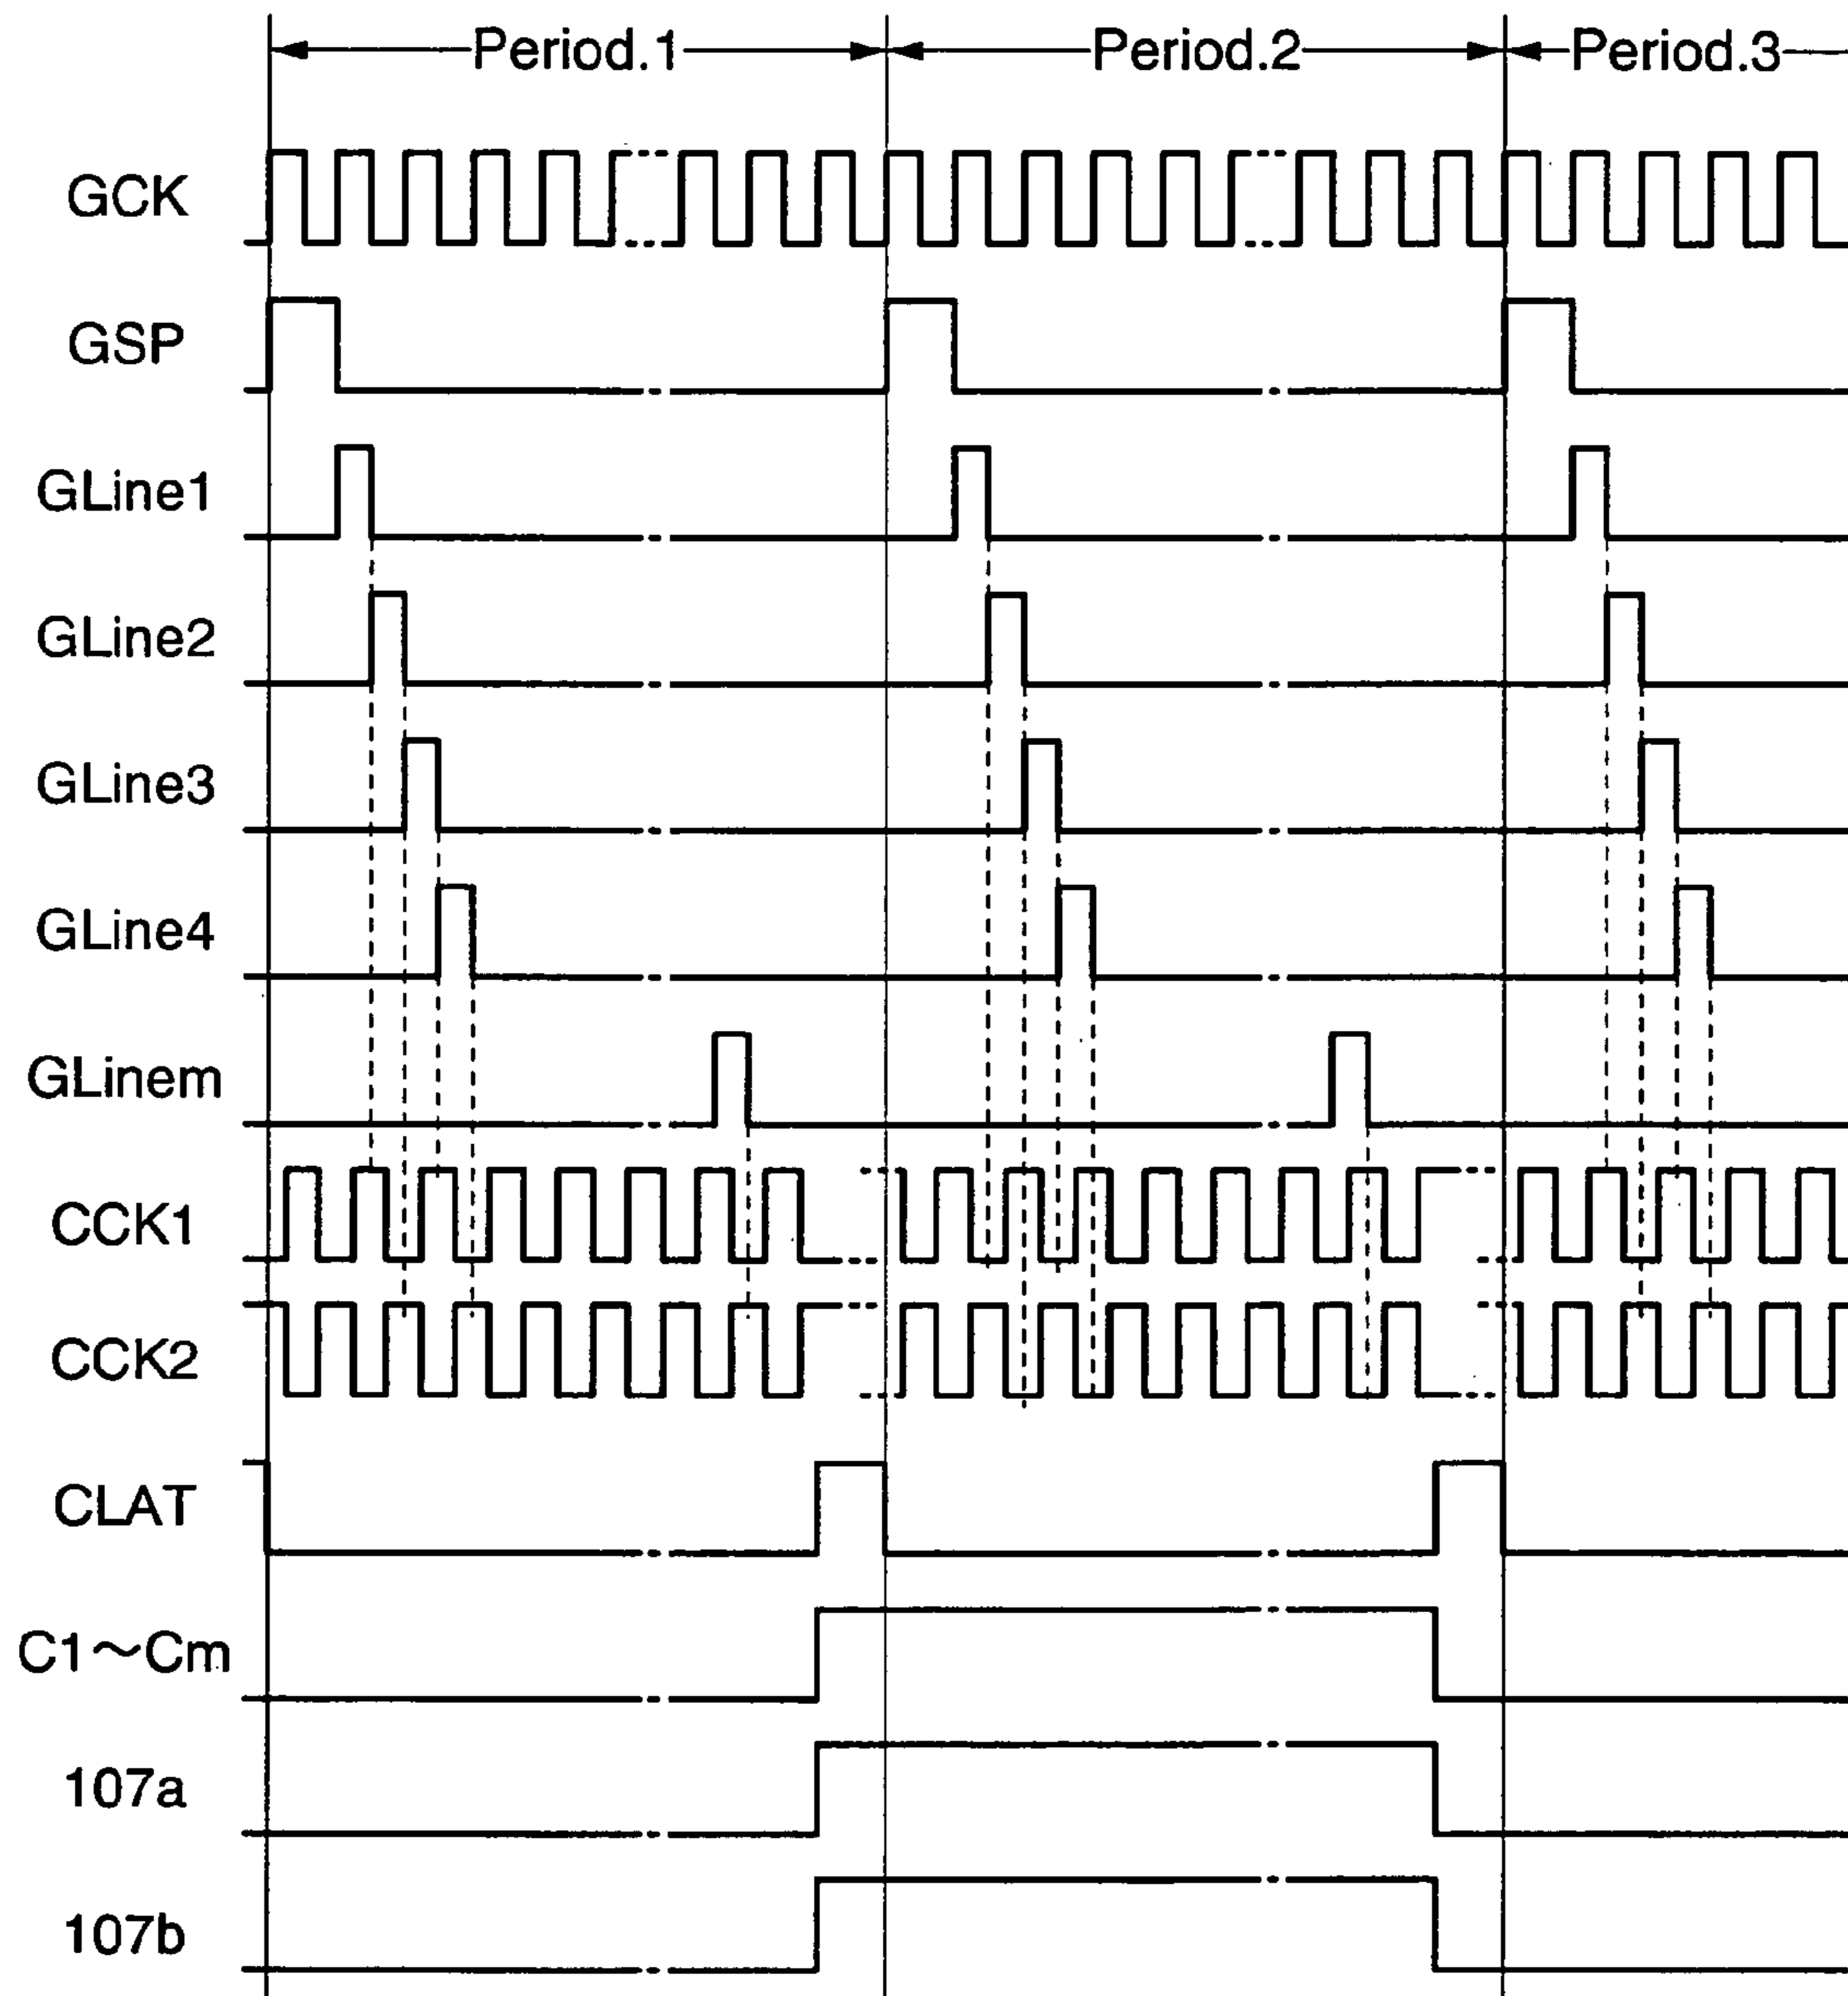 Period.1 Period.2 Period.3
GCK
GSP
GLine1
GLine2
GLine3
GLine4
GLinem
CCK1
CCK2
CLAT
C1～Cm
107a
107b